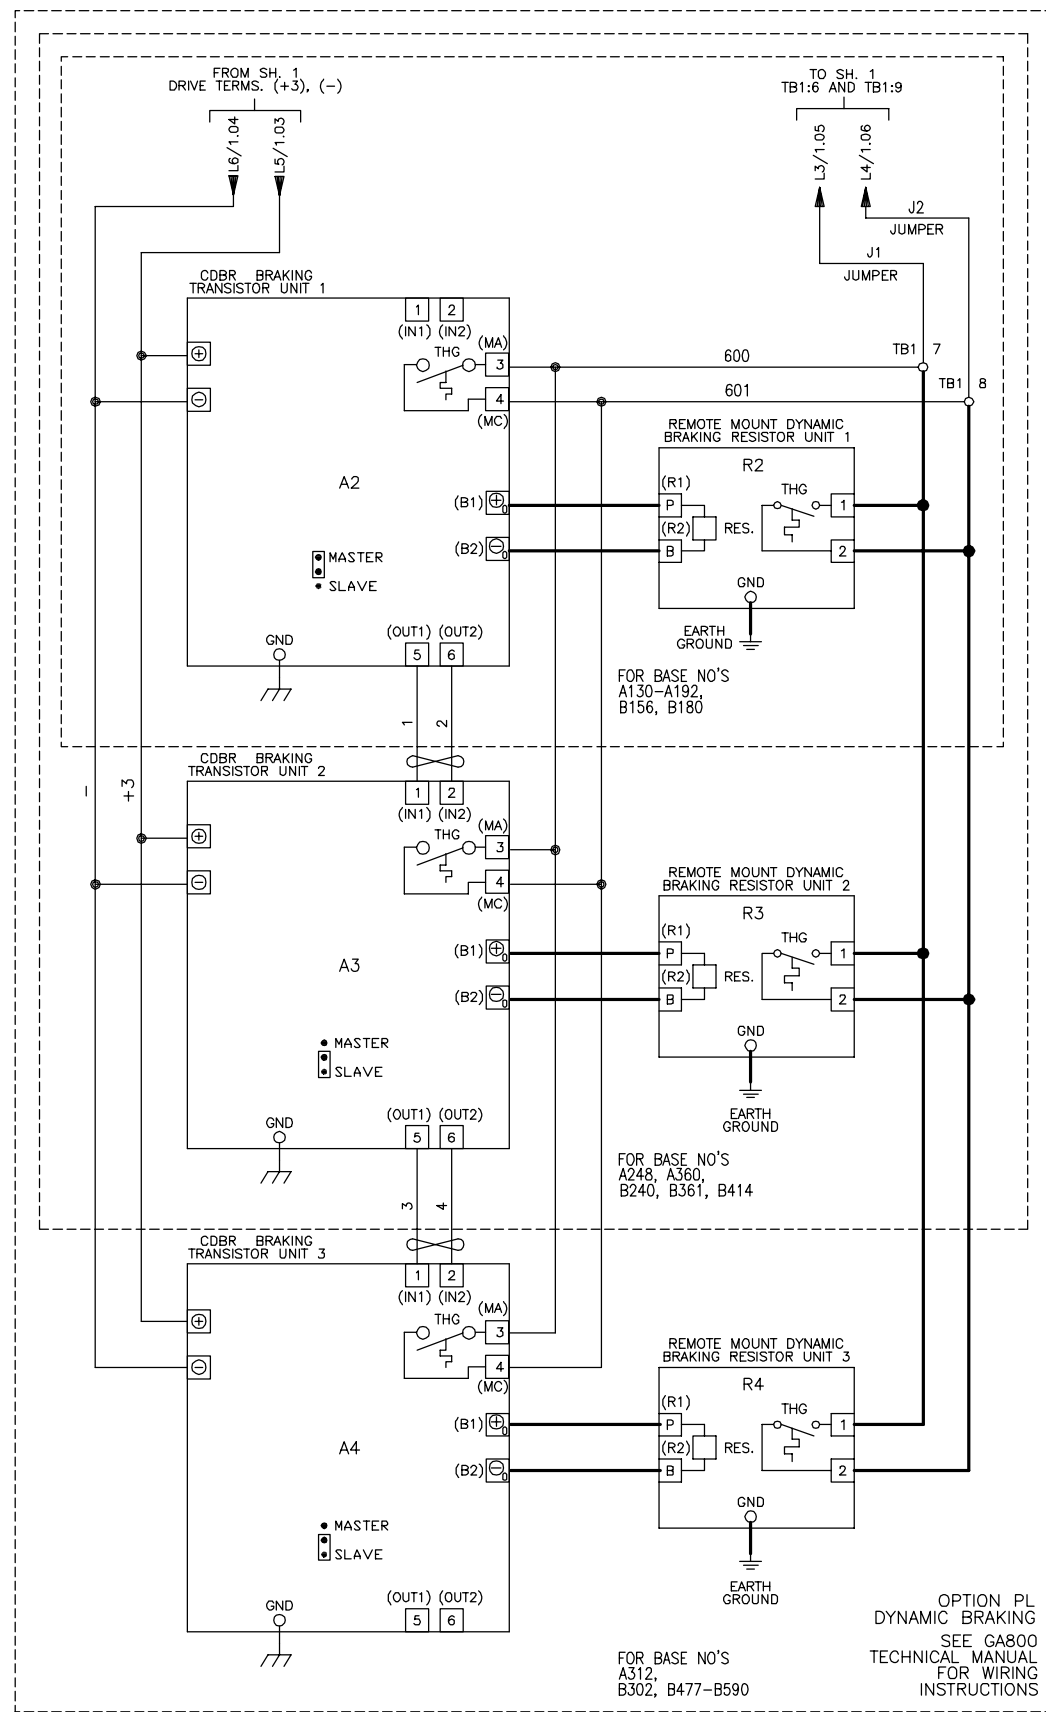 FROM SH. 1
DRIVE TERMS. (+3), (-)
L6/1.04
L5/1.03
TO SH. 1
TB1:6 AND TB1:9
L3/1.05
L4/1.06
J2
JUMPER
J1
JUMPER
CDBR BRAKING
TRANSISTOR UNIT 1
1 2
(IN1) (IN2)
THG
(MA)
3
4
(MC)
600
601
TB1 7
TB1 8
+
-
A2
(B1) + 0
(B2) - 0
MASTER
SLAVE
GND
(OUT1) (OUT2)
5 6
REMOTE MOUNT DYNAMIC
BRAKING RESISTOR UNIT 1
R2
(R1)
P
(R2)
B
RES.
THG
1
2
GND
EARTH
GROUND
FOR BASE NO'S
A130-A192,
B156, B180
1
2
-
+3
CDBR BRAKING
TRANSISTOR UNIT 2
1 2
(IN1) (IN2)
THG
(MA)
3
4
(MC)
+
-
A3
(B1) + 0
(B2) - 0
MASTER
SLAVE
GND
(OUT1) (OUT2)
5 6
REMOTE MOUNT DYNAMIC
BRAKING RESISTOR UNIT 2
R3
(R1)
P
(R2)
B
RES.
THG
1
2
GND
EARTH
GROUND
FOR BASE NO'S
A248, A360,
B240, B361, B414
3
4
CDBR BRAKING
TRANSISTOR UNIT 3
1 2
(IN1) (IN2)
THG
(MA)
3
4
(MC)
+
-
A4
(B1) + 0
(B2) - 0
MASTER
SLAVE
GND
(OUT1) (OUT2)
5 6
REMOTE MOUNT DYNAMIC
BRAKING RESISTOR UNIT 3
R4
(R1)
P
(R2)
B
RES.
THG
1
2
GND
EARTH
GROUND
FOR BASE NO'S
A312,
B302, B477-B590
OPTION PL
DYNAMIC BRAKING
SEE GA800
TECHNICAL MANUAL
FOR WIRING
INSTRUCTIONS